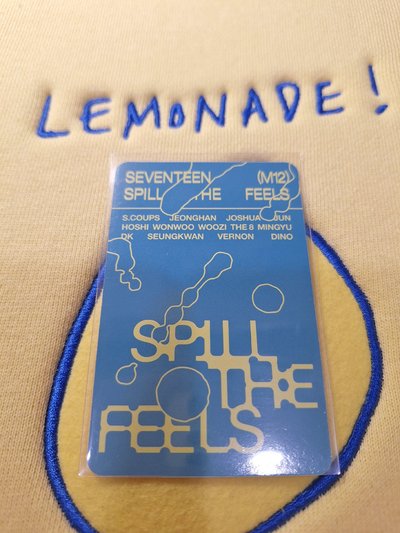 LEMONADE!
SEVENTEEN (M12)
SPILL THE FEELS
S.COUPS JEONGHAN JOSHUA JUN
HOSHI WONWOO WOOZI THE 8 MINGYU
DK SEUNGKWAN VERNON DINO
SPILL
THE
FEELS